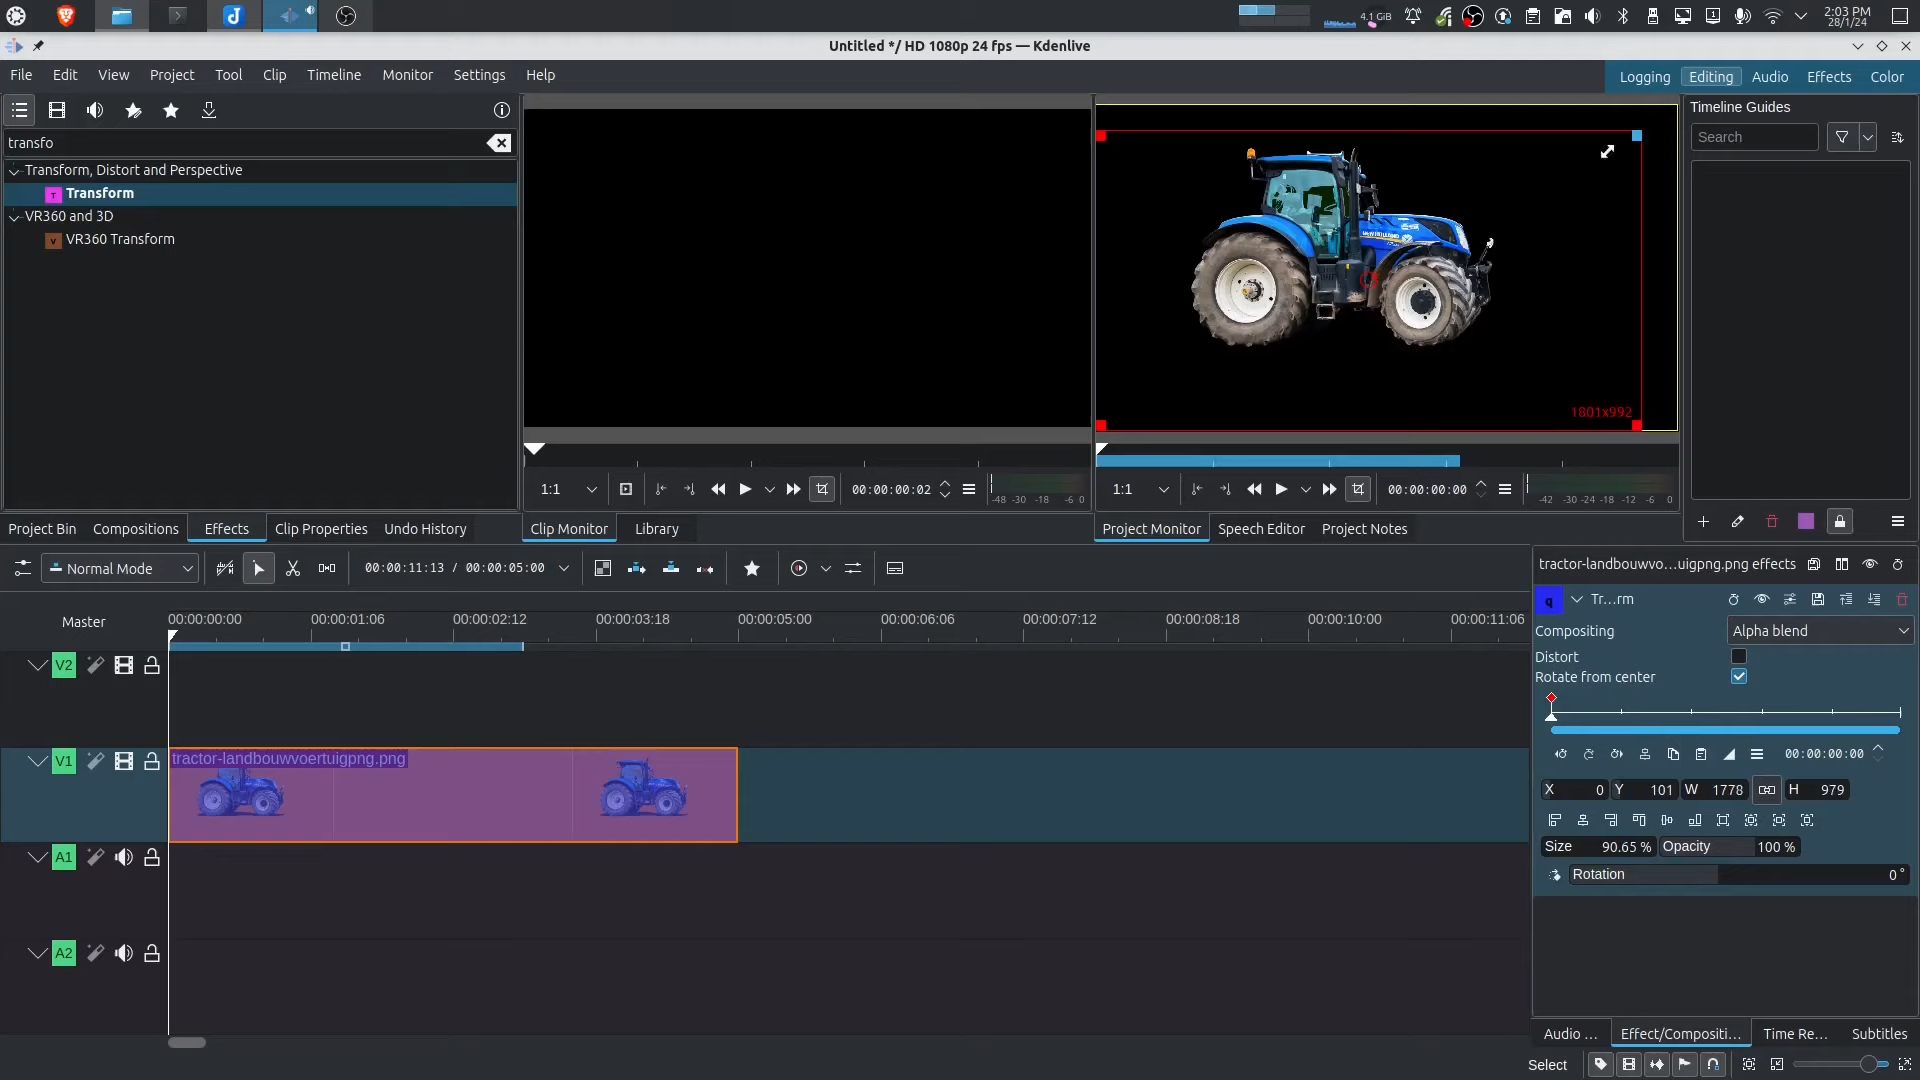 4.1 GiB
2:03 PM
28/1/24
Untitled */ HD 1080p 24 fps — Kdenlive
File Edit View Project Tool Clip Timeline Monitor Settings Help
Logging Editing Audio Effects Color
Timeline Guides
transfo
Search
Transform, Distort and Perspective
T Transform
VR360 and 3D
V VR360 Transform
NEW HOLLAND
1801x992
1:1 00:00:00:02 -48 -30 -18 -6 0
1:1 00:00:00:00 -42 -30 -24 -18 -12 -6 0
Project Bin Compositions Effects Clip Properties Undo History
Clip Monitor Library
Project Monitor Speech Editor Project Notes
Normal Mode 00:00:11:13 / 00:00:05:00
tractor-landbouwvo...uigpng.png effects
q Tr...rm
Master 00:00:00:00 00:00:01:06 00:00:02:12 00:00:03:18 00:00:05:00 00:00:06:06 00:00:07:12 00:00:08:18 00:00:10:00 00:00:11:06
Compositing Alpha blend
Distort
Rotate from center
V2
V1 tractor-landbouwvoertuigpng.png
00:00:00:00
X 0 Y 101 W 1778 H 979
Size 90.65 % Opacity 100 %
A1
Rotation 0°
A2
Audio ... Effect/Compositi... Time Re... Subtitles
Select